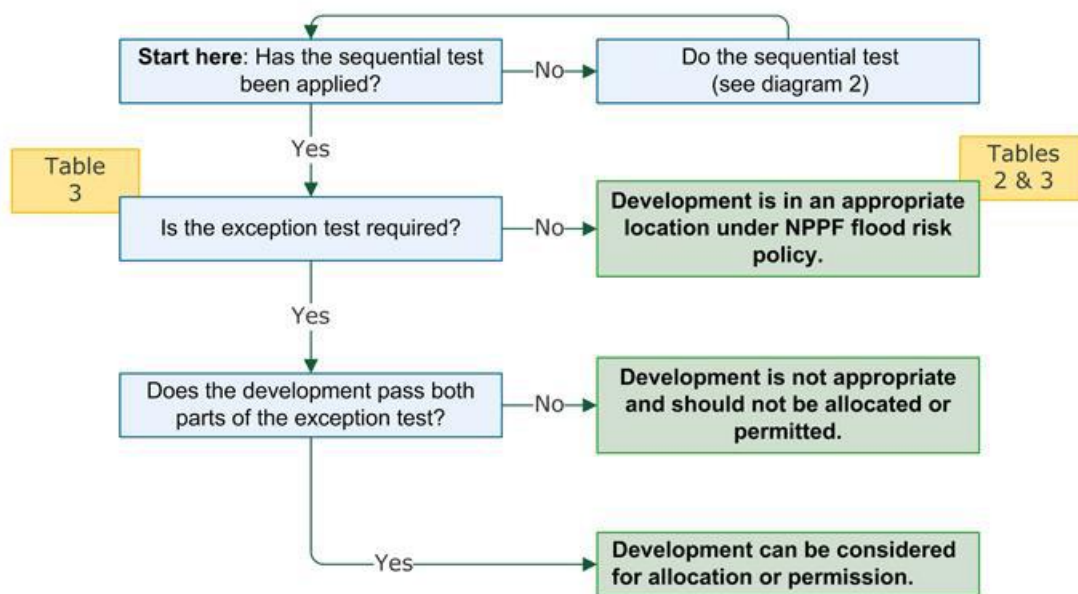 Start here: Has the sequential test
been applied?
No
Do the sequential test
(see diagram 2)
Yes
Table
3
Tables
2 & 3
Is the exception test required?
No
Development is in an appropriate
location under NPPF flood risk
policy.
Yes
Does the development pass both
parts of the exception test?
No
Development is not appropriate
and should not be allocated or
permitted.
Yes
Development can be considered
for allocation or permission.